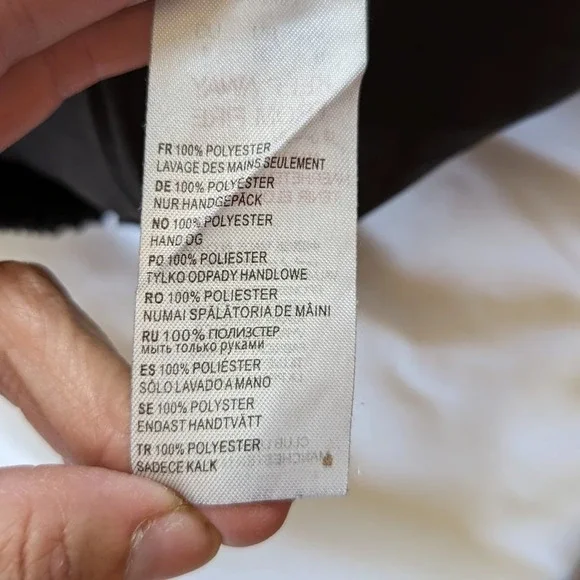 FR 100% POLYESTER
LAVAGE DES MAINS SEULEMENT
DE 100% POLYESTER
NUR HANDGEPÄCK
NO 100% POLYESTER
HAND OG
PO 100% POLIESTER
TYLKO ODPADY HANDLOWE
RO 100% POLIESTER
NUMAI SPĂLĂTORIA DE MÂINI
RU 100% ПОЛИЭСТЕР
мыть только руками
ES 100% POLIÉSTER
SÓLO LAVADO A MANO
SE 100% POLYSTER
ENDAST HANDTVÄTT
TR 100% POLYESTER
SADECE KALK